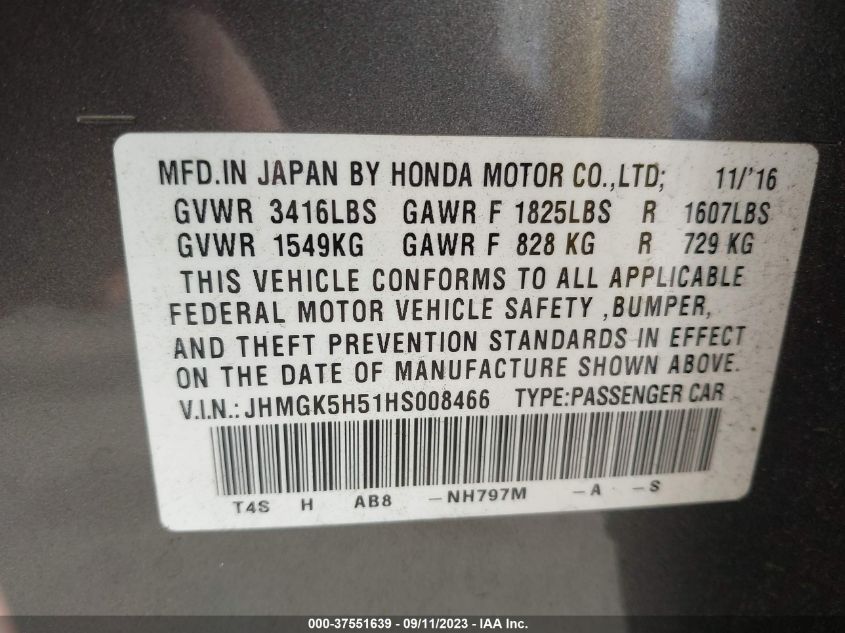 MFD.IN JAPAN BY HONDA MOTOR CO.,LTD; 11/'16
GVWR 3416LBS GAWR F 1825LBS R 1607LBS
GVWR 1549KG GAWR F 828 KG R 729 KG
THIS VEHICLE CONFORMS TO ALL APPLICABLE
FEDERAL MOTOR VEHICLE SAFETY ,BUMPER,
AND THEFT PREVENTION STANDARDS IN EFFECT
ON THE DATE OF MANUFACTURE SHOWN ABOVE.
V.I.N.: JHMGK5H51HS008466 TYPE:PASSENGER CAR
T4S H AB8 -NH797M -A -S
000-37551639 - 09/11/2023 - IAA Inc.